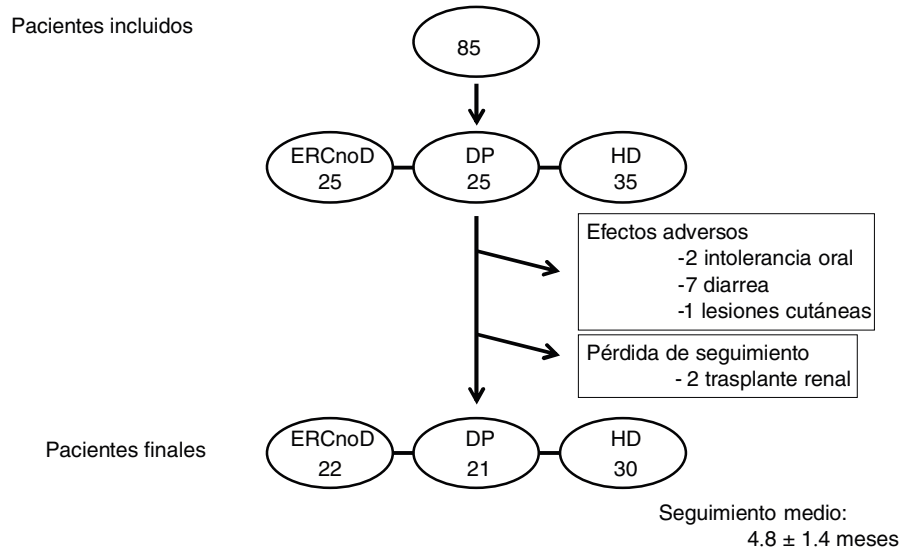 Pacientes incluidos
85
ERCnoD
25
DP
25
HD
35
Efectos adversos
-2 intolerancia oral
-7 diarrea
-1 lesiones cutáneas
Pérdida de seguimiento
- 2 trasplante renal
Pacientes finales
ERCnoD
22
DP
21
HD
30
Seguimiento medio:
4.8 ± 1.4 meses